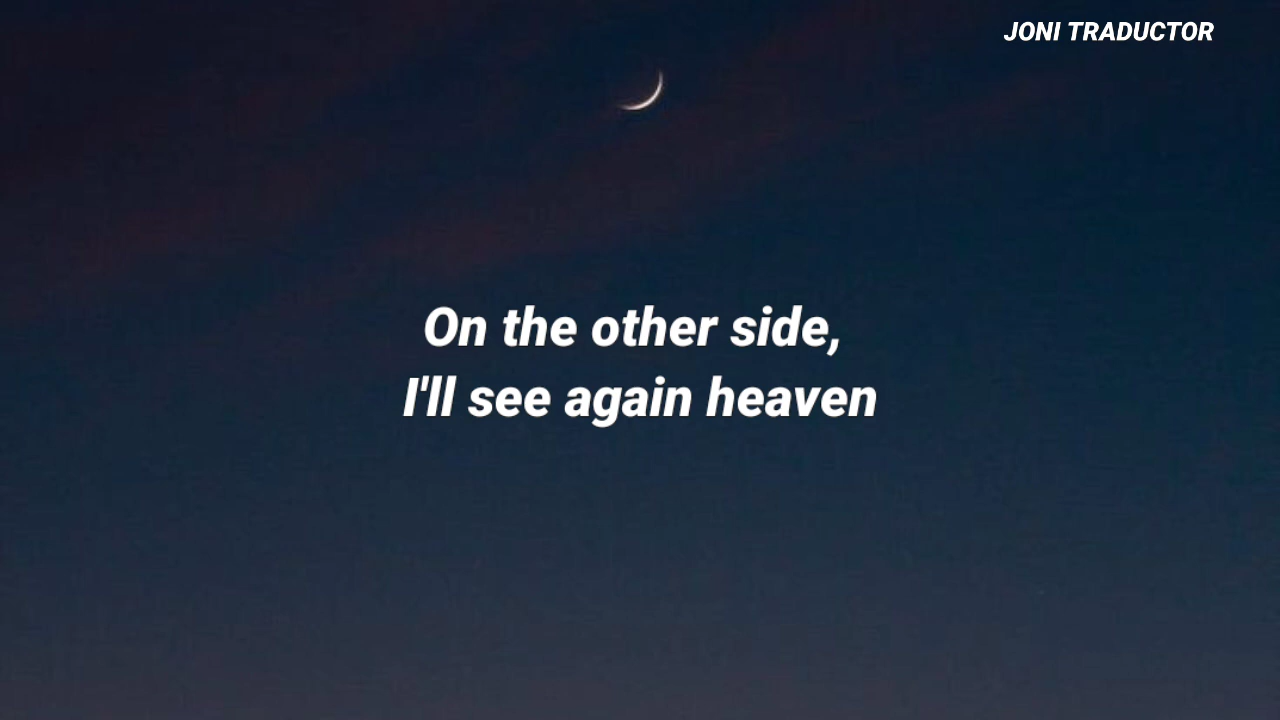 JONI TRADUCTOR
On the other side,
I'll see again heaven